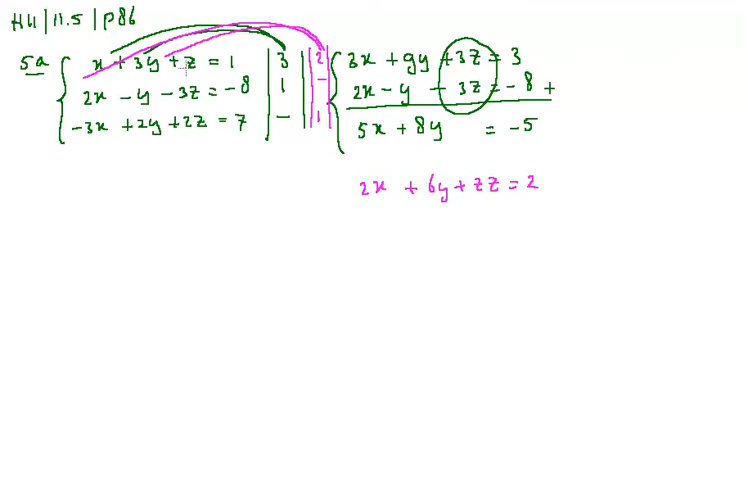 H4 | 11.5 | p86
5a x + 3y + z = 1 | 3 | 2 | 3x + 9y + 3z = 3
2x - y - 3z = -8 | 1 | - | 2x - y - 3z = -8 +
-3x + 2y + 2z = 7 | - | 1 | 5x + 8y = -5
2x + 6y + 2z = 2